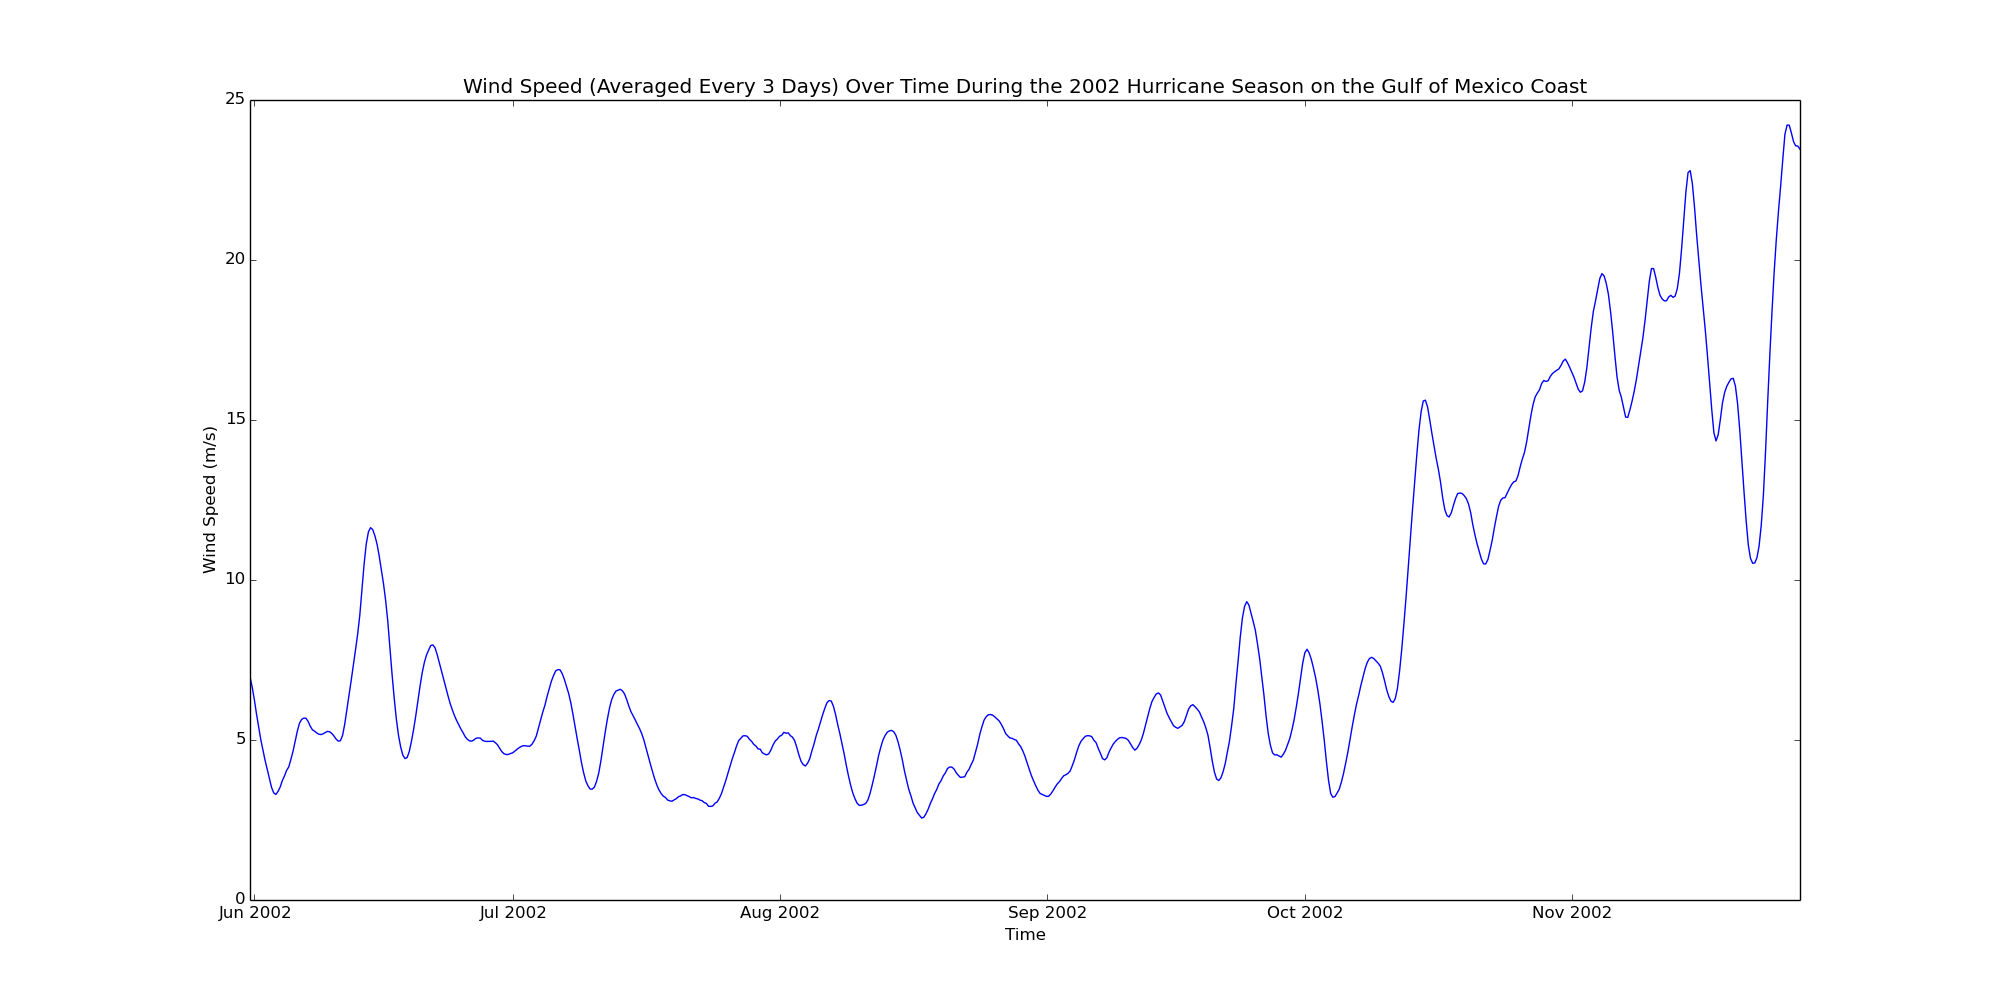 Wind Speed (Averaged Every 3 Days) Over Time During the 2002 Hurricane Season on the Gulf of Mexico Coast
25
20
15
10
5
0
Wind Speed (m/s)
Jun 2002
Jul 2002
Aug 2002
Sep 2002
Oct 2002
Nov 2002
Time